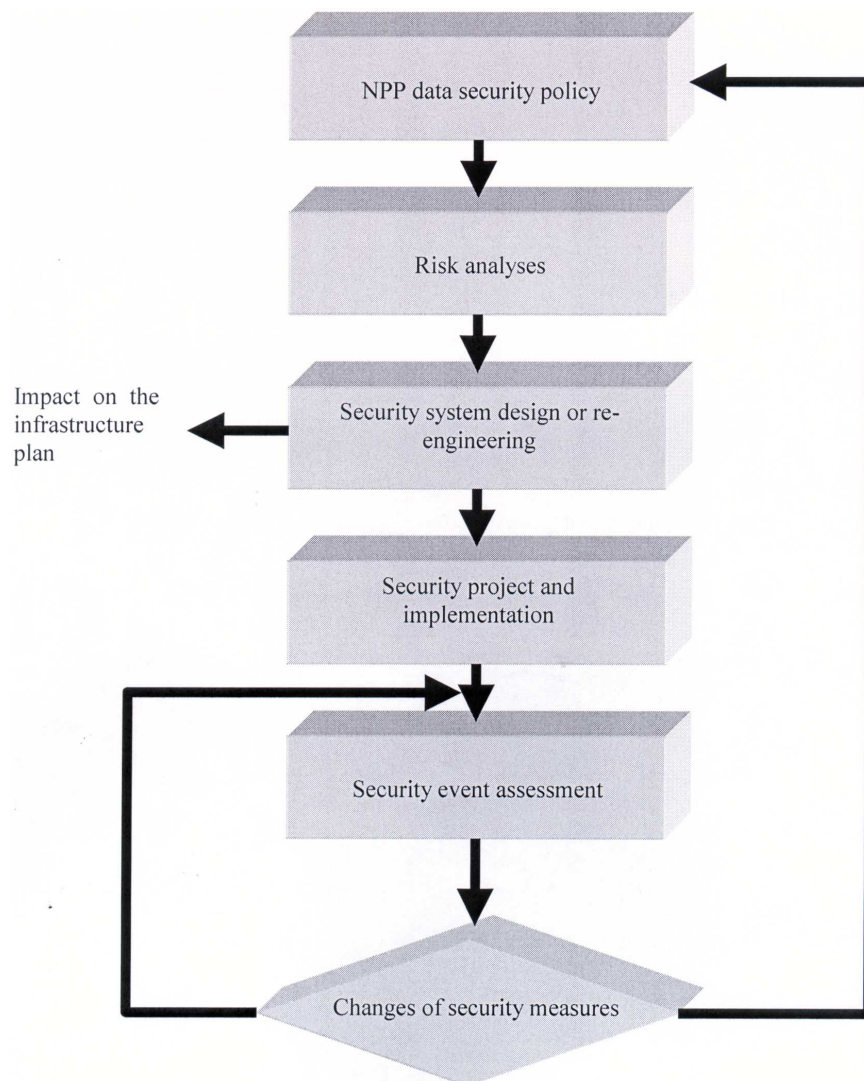 NPP data security policy
Risk analyses
Impact on the
infrastructure
plan
Security system design or re-
engineering
Security project and
implementation
Security event assessment
Changes of security measures